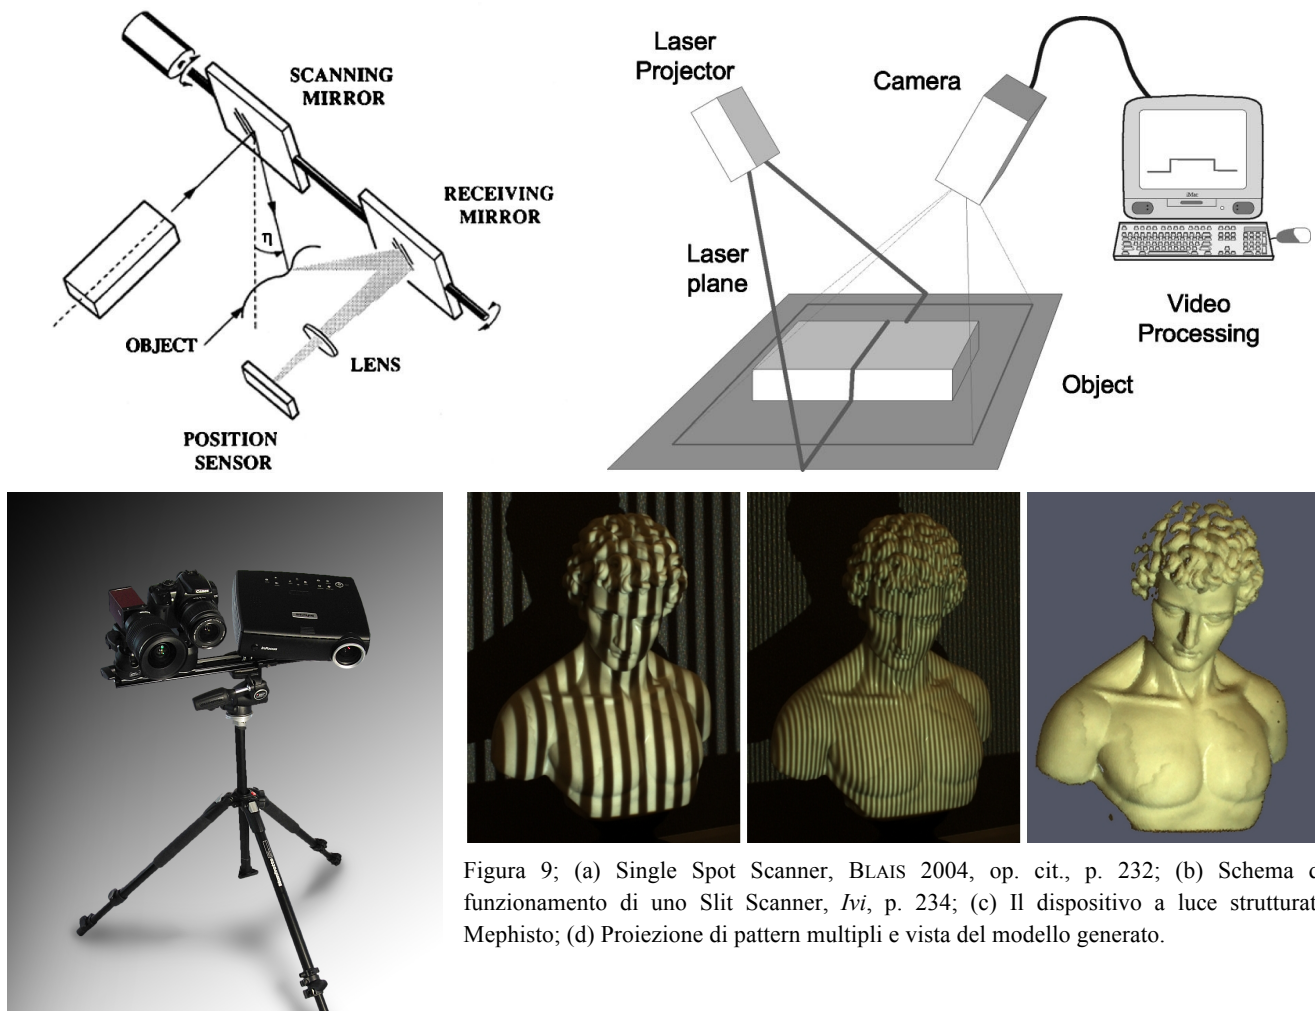 SCANNING
MIRROR
RECEIVING
MIRROR
η
OBJECT
LENS
POSITION
SENSOR
Laser
Projector
Camera
Laser
plane
Video
Processing
Object
iMac
Figura 9; (a) Single Spot Scanner, BLAIS 2004, op. cit., p. 232; (b) Schema
funzionamento di uno Slit Scanner, Ivi, p. 234; (c) Il dispositivo a luce
Mephisto; (d) Proiezione di pattern multipli e vista del modello generato.